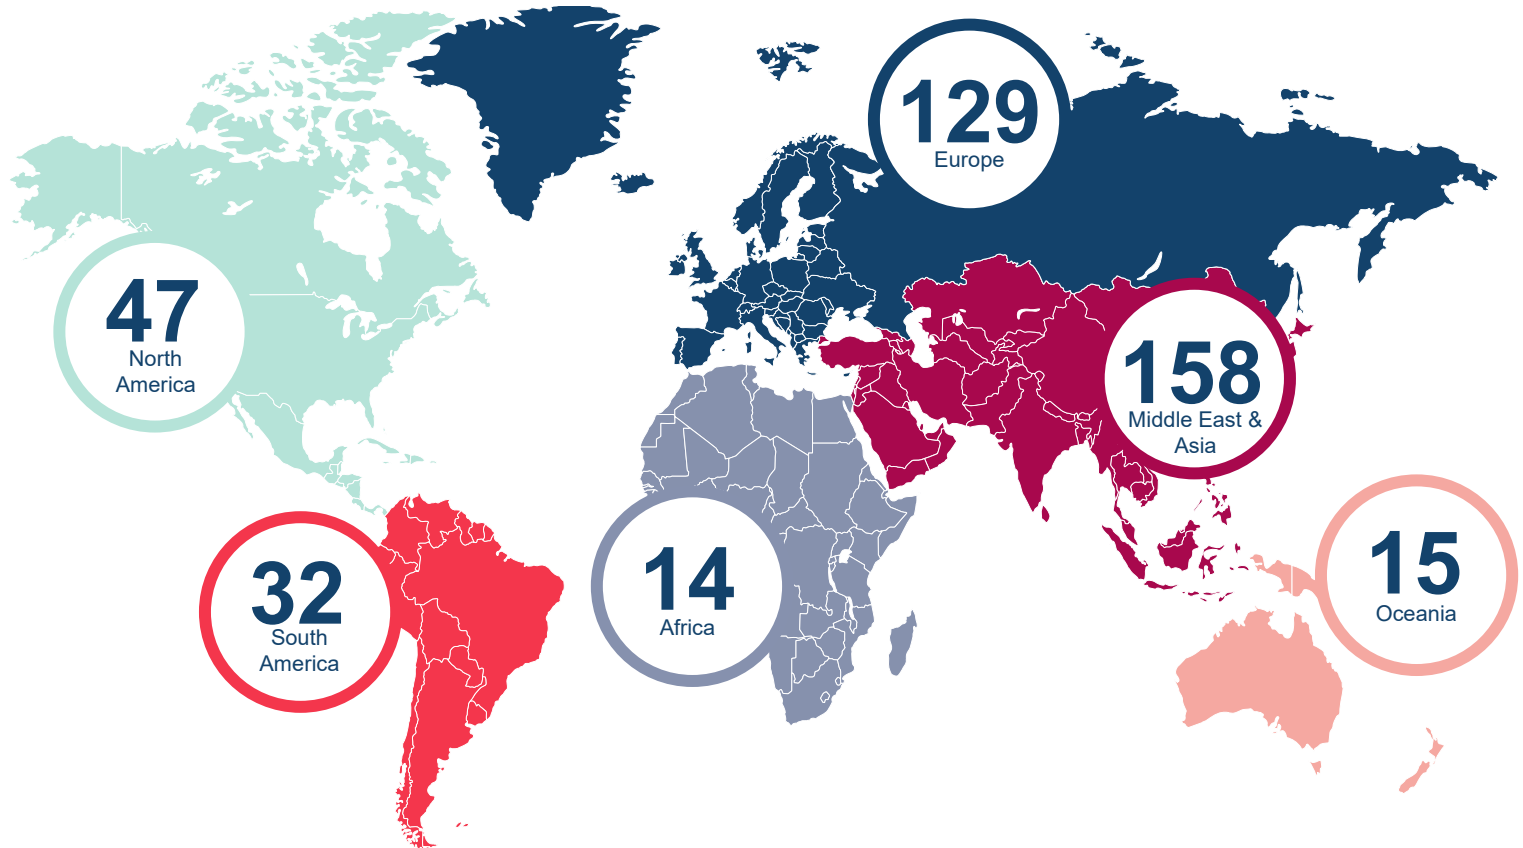 129
Europe
47
North
America
158
Middle East &
Asia
32
South
America
14
Africa
15
Oceania